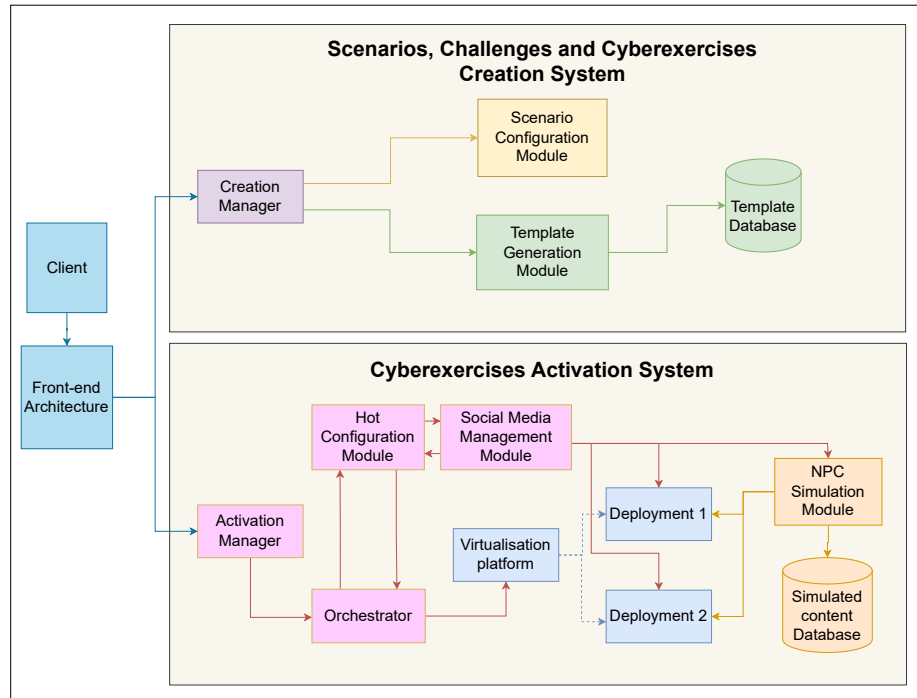 Scenarios, Challenges and Cyberexercises
Creation System
Scenario
Configuration
Module
Creation
Manager
Template
Generation
Module
Template
Database
Client
Front-end
Architecture
Cyberexercises Activation System
Hot
Configuration
Module
Social Media
Management
Module
NPC
Simulation
Module
Activation
Manager
Deployment 1
Virtualisation
platform
Orchestrator
Deployment 2
Simulated
content
Database